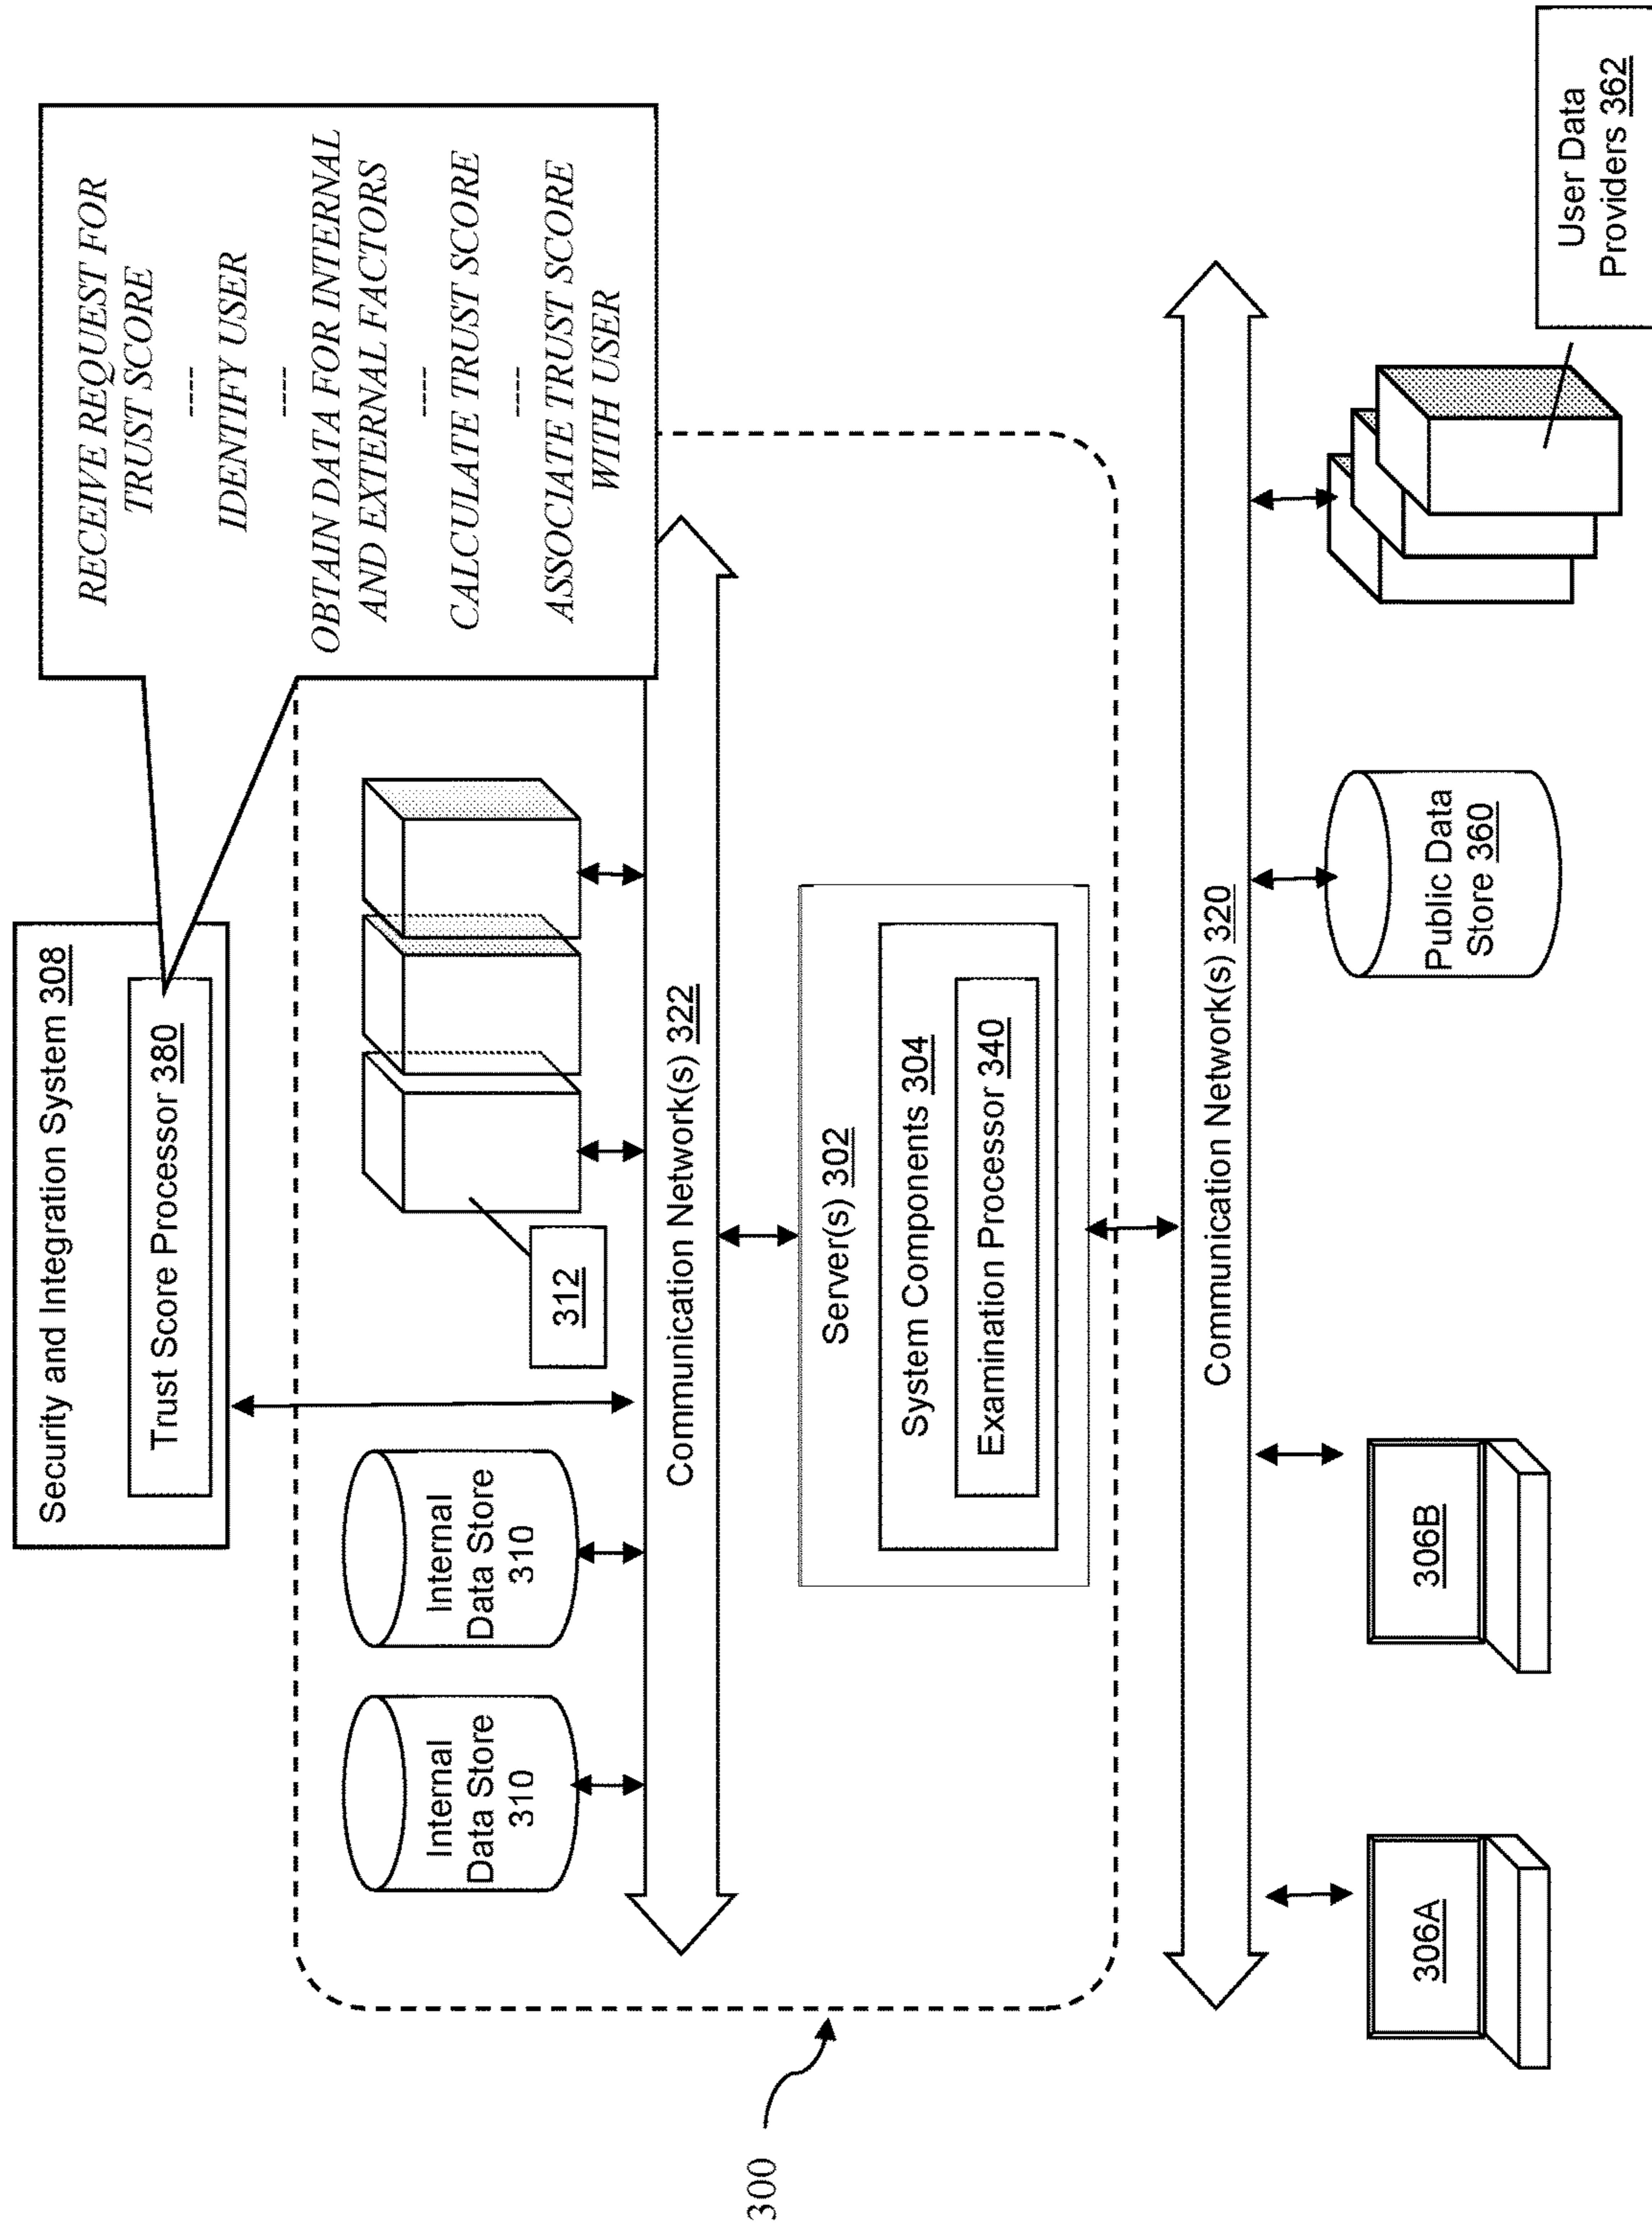 Security and Integration System 308
Trust Score Processor 380
RECEIVE REQUEST FOR
TRUST SCORE
----
IDENTIFY USER
----
OBTAIN DATA FOR INTERNAL
AND EXTERNAL FACTORS
----
CALCULATE TRUST SCORE
----
ASSOCIATE TRUST SCORE
WITH USER
Internal
Data Store
310
Internal
Data Store
310
312
Communication Network(s) 322
300
Server(s) 302
System Components 304
Examination Processor 340
Communication Network(s) 320
306A
306B
Public Data
Store 360
User Data
Providers 362